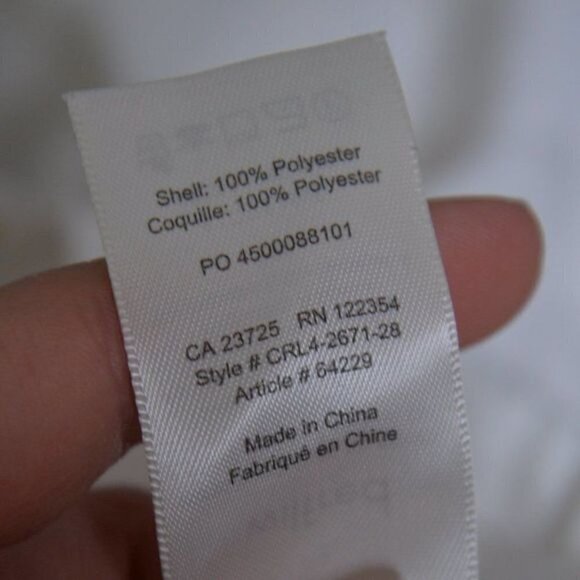 Shell: 100% Polyester
Coquille: 100% Polyester
PO 4500088101
CA 23725 RN 122354
Style # CRL4-2671-28
Article # 64229
Made in China
Fabriqué en Chine